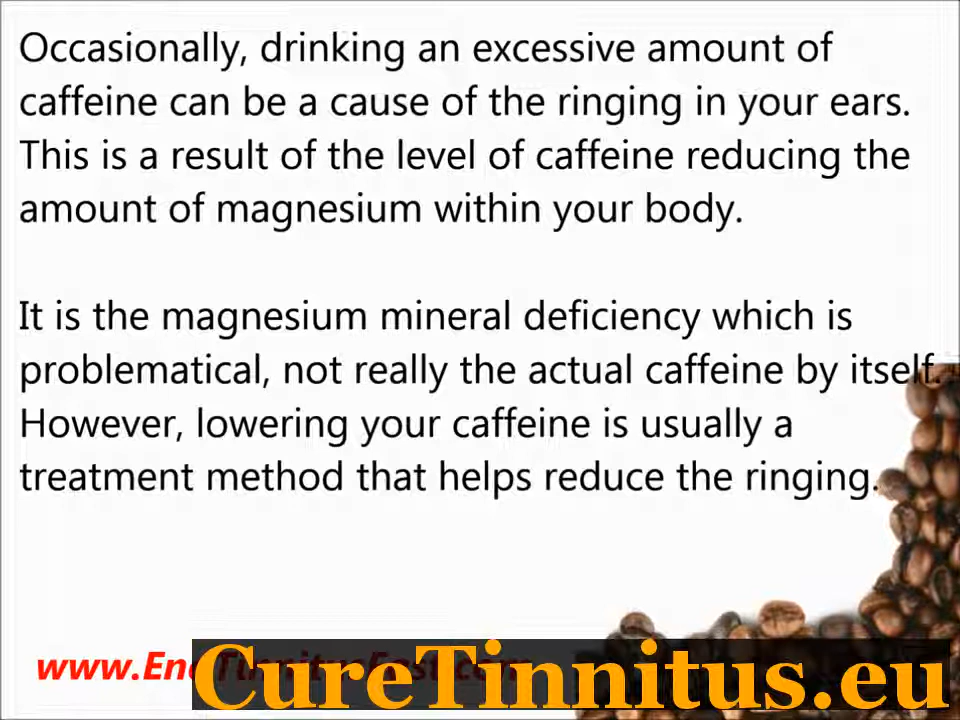 Occasionally, drinking an excessive amount of
caffeine can be a cause of the ringing in your ears.
This is a result of the level of caffeine reducing the
amount of magnesium within your body.
It is the magnesium mineral deficiency which is
problematical, not really the actual caffeine by itself.
However, lowering your caffeine is usually a
treatment method that helps reduce the ringing.
www.EndTinnitusFast.com
CureTinnitus.eu